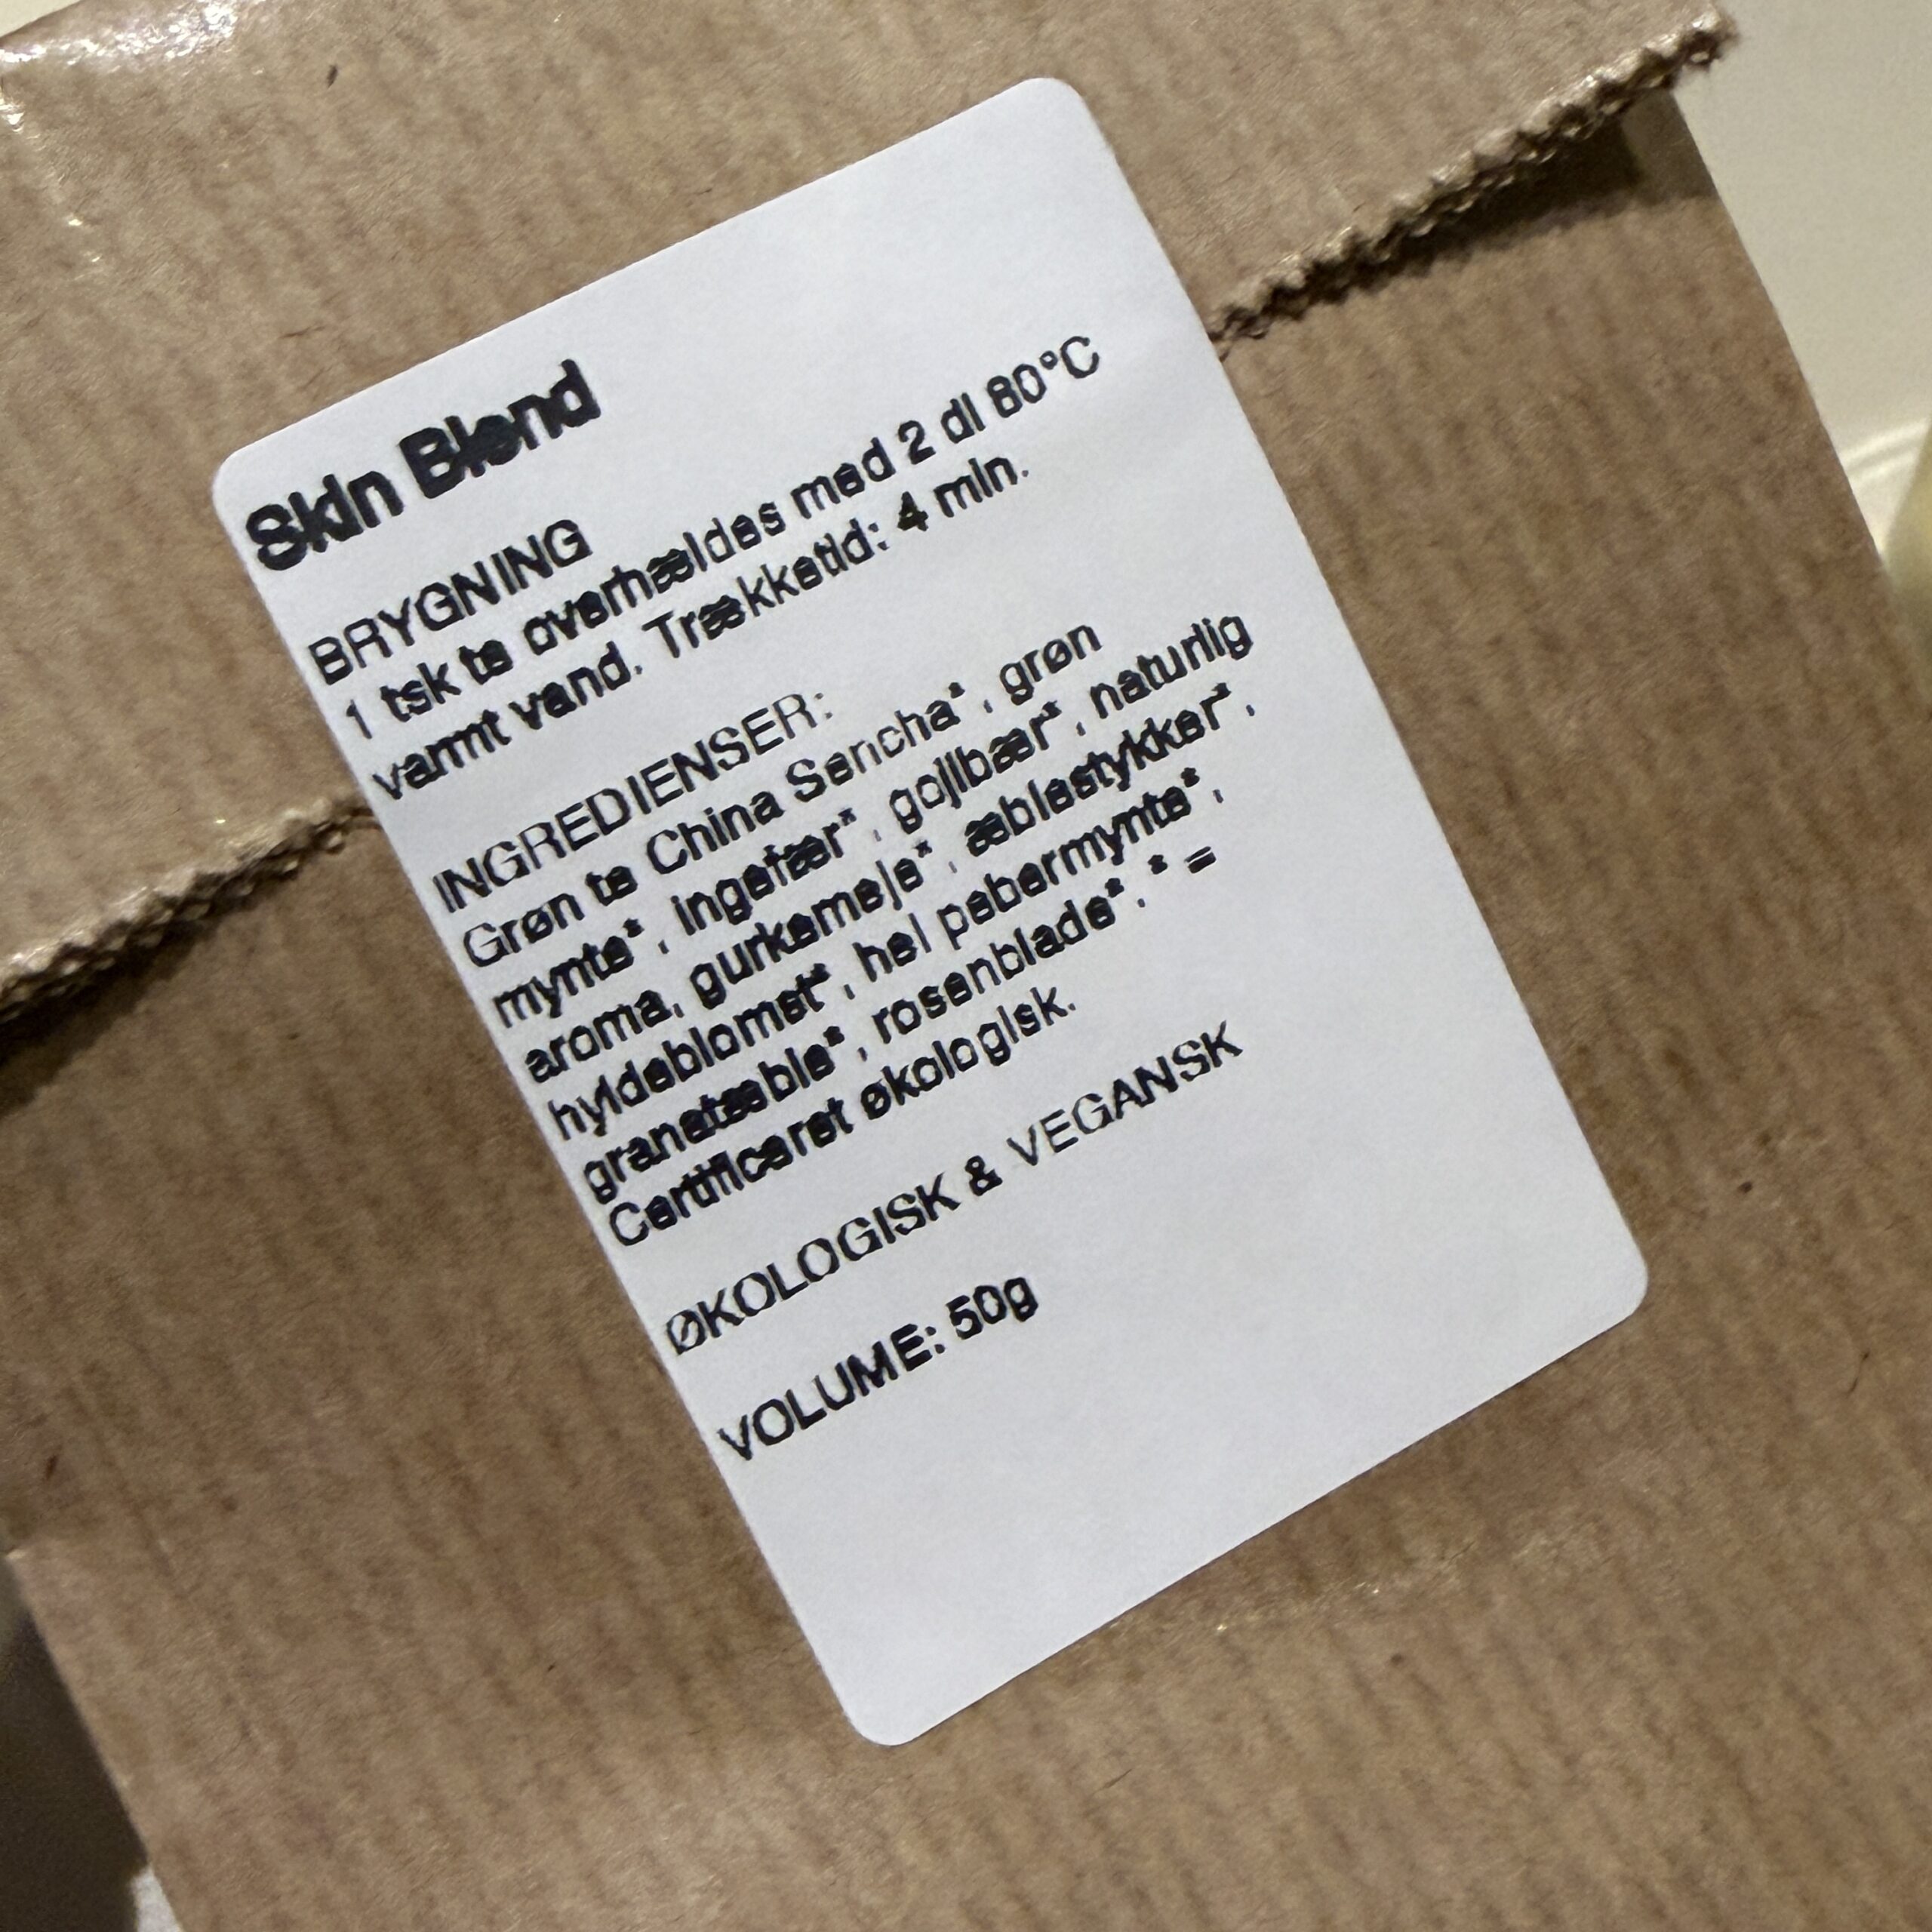 Skin Blend
BRYGNING
1 tsk te overhældes med 2 dl 80°C
varmt vand. Trækketid: 4 min.
INGREDIENSER:
Grøn te China Sencha*, grøn
mynte*, ingefær*, gojibær*, naturlig
aroma, gurkemeje*, æblestykker*,
hyldeblomst*, hel pebermynte*,
granatæble*, rosenblade*. * =
Certificeret økologisk.
ØKOLOGISK & VEGANSK
VOLUME: 50g